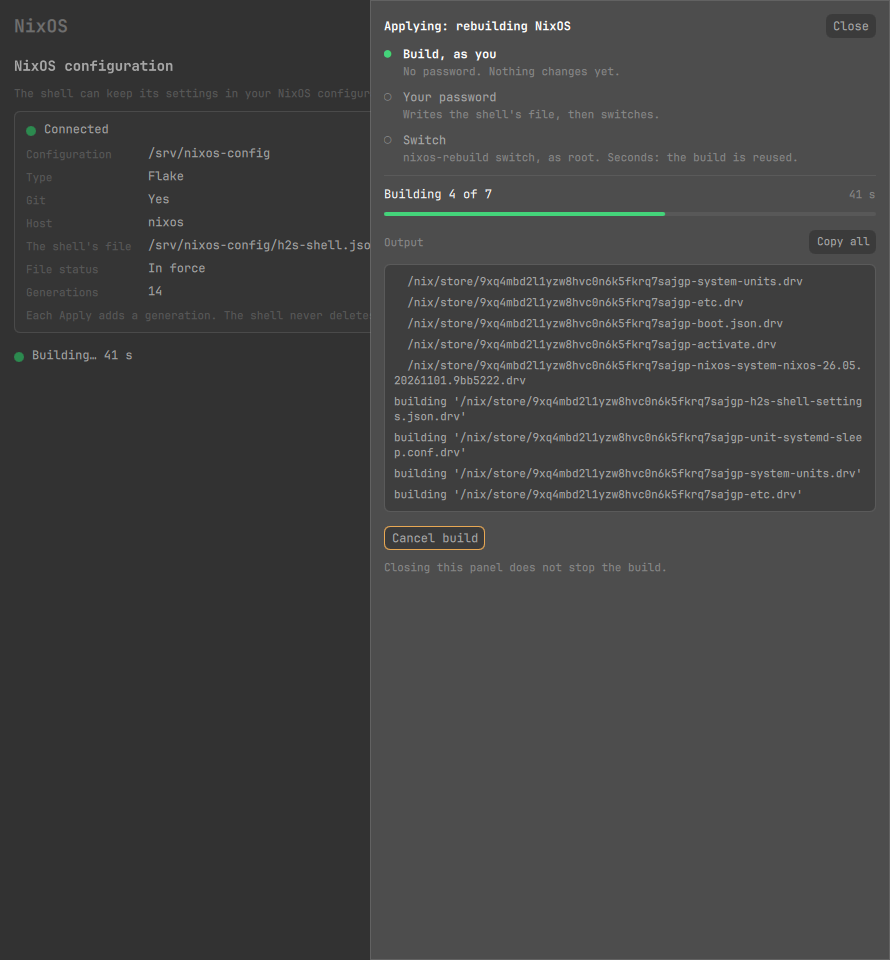 NixOS
NixOS configuration
The shell can keep its settings in your NixOS configur
Connected
Configuration /srv/nixos-config
Type Flake
Git Yes
Host nixos
The shell's file /srv/nixos-config/h2s-shell.jso
File status In force
Generations 14
Each Apply adds a generation. The shell never delete
Building… 41 s
Applying: rebuilding NixOS
Close
Build, as you
No password. Nothing changes yet.
Your password
Writes the shell's file, then switches.
Switch
nixos-rebuild switch, as root. Seconds: the build is reused.
Building 4 of 7 41 s
Output
Copy all
/nix/store/9xq4mbd2l1yzw8hvc0n6k5fkrq7sajgp-system-units.drv
/nix/store/9xq4mbd2l1yzw8hvc0n6k5fkrq7sajgp-etc.drv
/nix/store/9xq4mbd2l1yzw8hvc0n6k5fkrq7sajgp-boot.json.drv
/nix/store/9xq4mbd2l1yzw8hvc0n6k5fkrq7sajgp-activate.drv
/nix/store/9xq4mbd2l1yzw8hvc0n6k5fkrq7sajgp-nixos-system-nixos-26.05.
20261101.9bb5222.drv
building '/nix/store/9xq4mbd2l1yzw8hvc0n6k5fkrq7sajgp-h2s-shell-setting
s.json.drv'
building '/nix/store/9xq4mbd2l1yzw8hvc0n6k5fkrq7sajgp-unit-systemd-slee
p.conf.drv'
building '/nix/store/9xq4mbd2l1yzw8hvc0n6k5fkrq7sajgp-system-units.drv'
building '/nix/store/9xq4mbd2l1yzw8hvc0n6k5fkrq7sajgp-etc.drv'
Cancel build
Closing this panel does not stop the build.